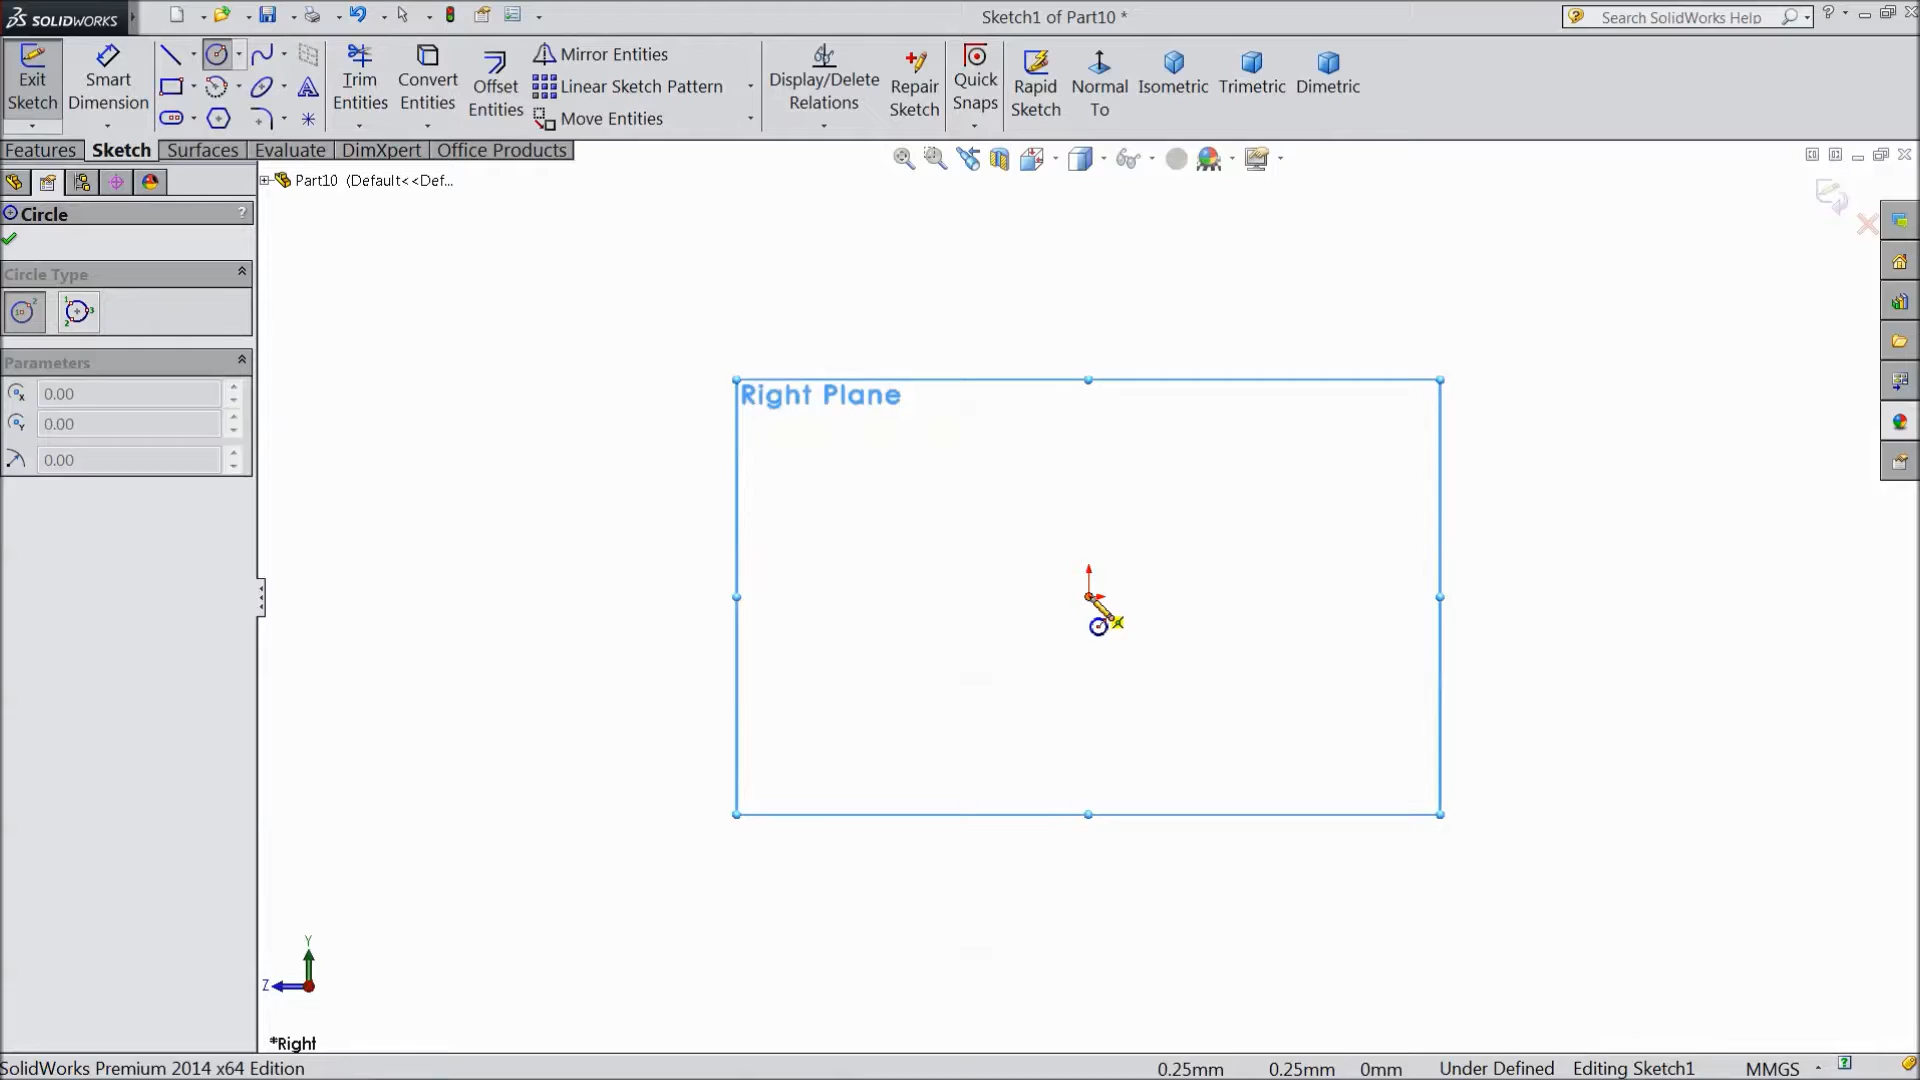 SOLIDWORKS
Sketch1 of Part10 *
Search SolidWorks Help
Exit Sketch
Smart Dimension
Trim Entities
Convert Entities
Offset Entities
Mirror Entities
Linear Sketch Pattern
Move Entities
Display/Delete Relations
Repair Sketch
Quick Snaps
Rapid Sketch
Normal To
Isometric
Trimetric
Dimetric
Features
Sketch
Surfaces
Evaluate
DimXpert
Office Products
Part10 (Default<<Def...
Circle
?
Circle Type
Parameters
0.00
0.00
0.00
Right Plane
Y
Z
*Right
SolidWorks Premium 2014 x64 Edition
0.25mm
0.25mm
0mm
Under Defined
Editing Sketch1
MMGS